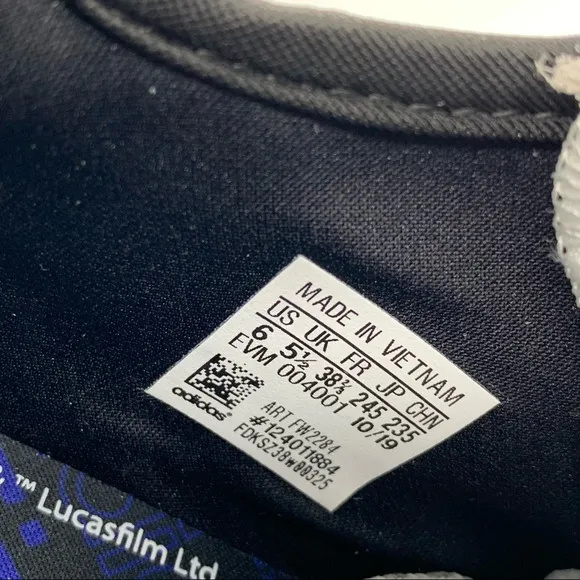 MADE IN VIETNAM
US UK FR JP CHN
6 5½ 38⅔ 245 235
EVM 004001 10/19
adidas
ART FW2284
#124011884
FDKSZ38W00325
™ Lucasfilm Ltd